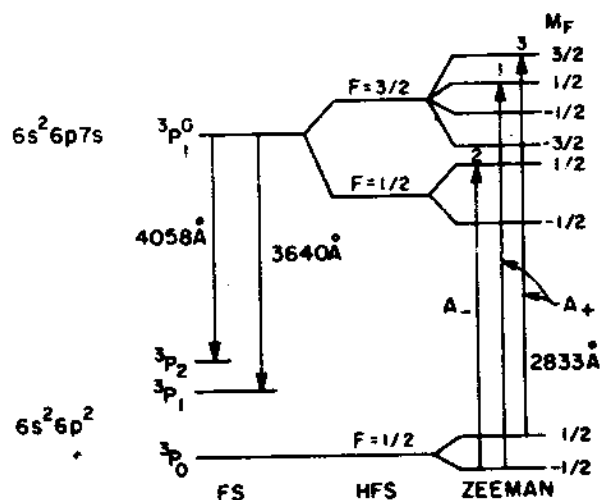 M_F
3 3/2
1 1/2
F = 3/2
-1/2
6s²6p7s ³P₁⁰
-3/2
2 1/2
F = 1/2
-1/2
4058Å
3640Å
A₋ A₊
³P₂
2833Å
³P₁
6s²6p²
F = 1/2 1/2
³P₀
-1/2
FS HFS ZEEMAN